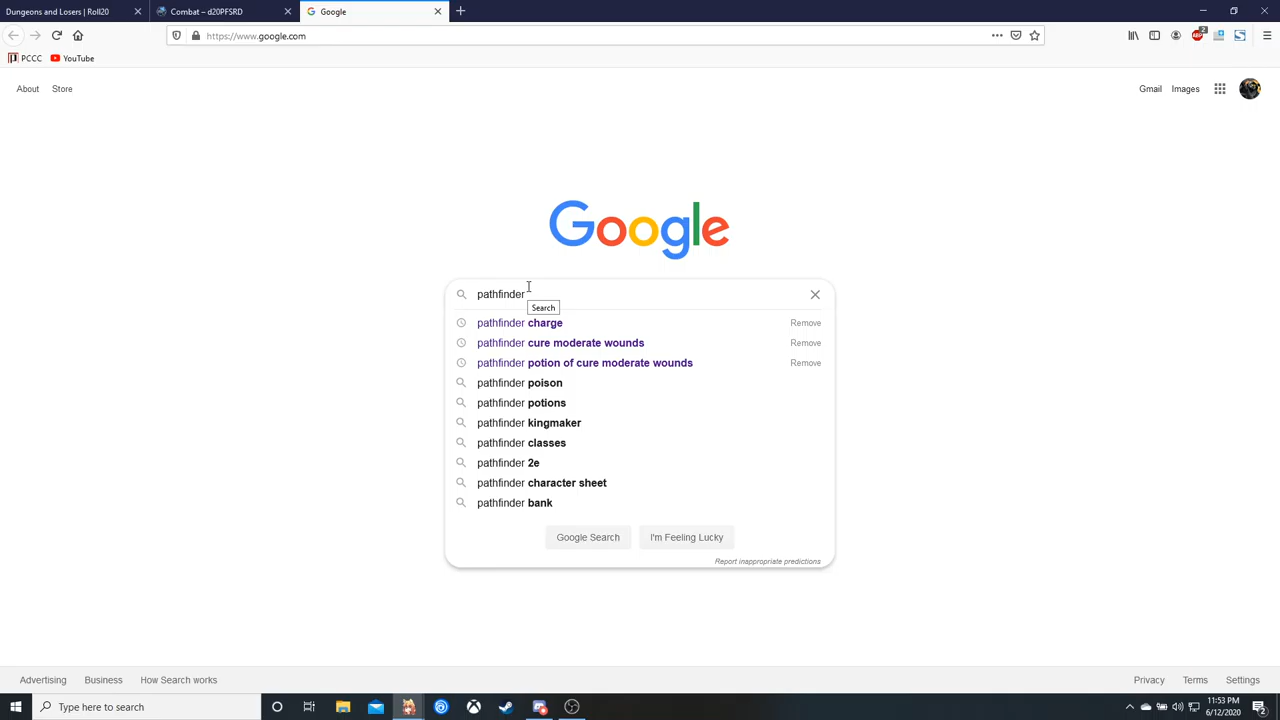 Dungeons and Losers | Roll20
Combat – d20PFSRD
Google
https://www.google.com
PCCC
YouTube
About
Store
Gmail
Images
Google
pathfinder
Search
pathfinder charge
Remove
pathfinder cure moderate wounds
Remove
pathfinder potion of cure moderate wounds
Remove
pathfinder poison
pathfinder potions
pathfinder kingmaker
pathfinder classes
pathfinder 2e
pathfinder character sheet
pathfinder bank
Google Search
I'm Feeling Lucky
Report inappropriate predictions
Advertising
Business
How Search works
Privacy
Terms
Settings
Type here to search
11:53 PM
6/12/2020